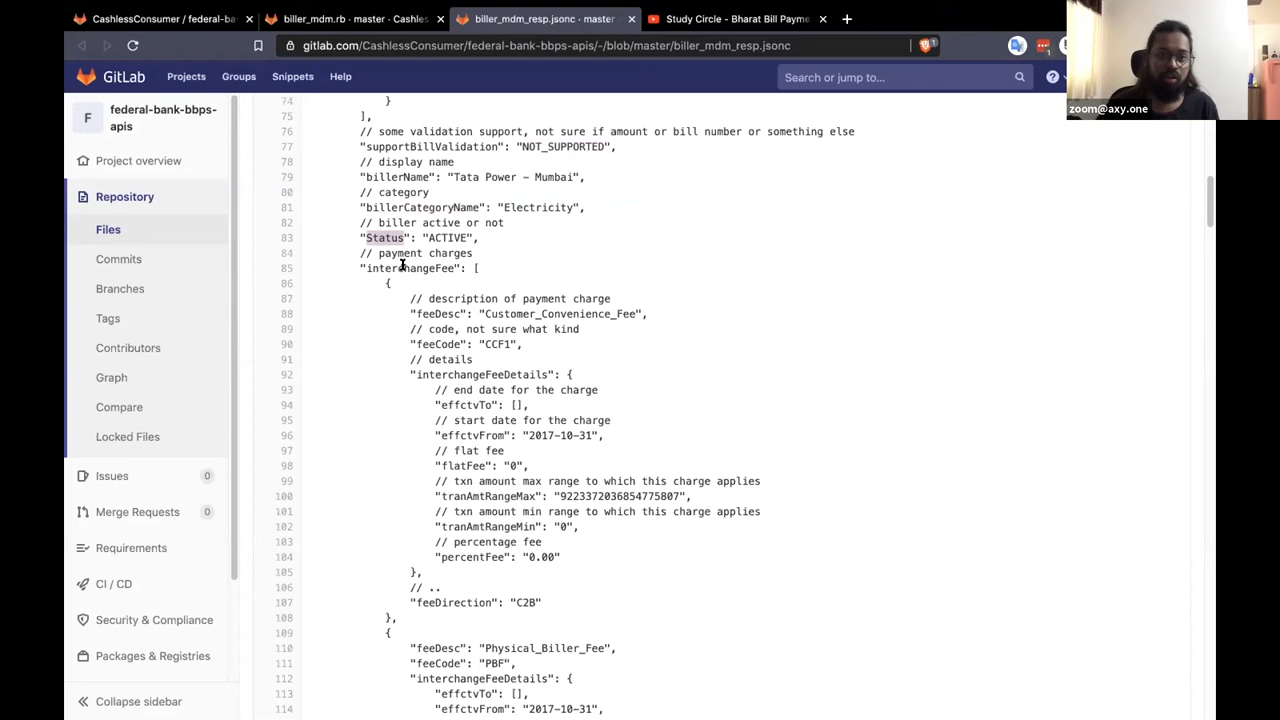 CashlessConsumer / federal-ba
biller_mdm.rb · master · Cashles
biller_mdm_resp.jsonc · master
Study Circle - Bharat Bill Payme
gitlab.com/CashlessConsumer/federal-bank-bbps-apis/-/blob/master/biller_mdm_resp.jsonc
1
GitLab
Projects
Groups
Snippets
Help
Search or jump to...
zoom@axy.one
F
federal-bank-bbps-
apis
Project overview
Repository
Files
Commits
Branches
Tags
Contributors
Graph
Compare
Locked Files
Issues 0
Merge Requests 0
Requirements
CI / CD
Security & Compliance
Packages & Registries
Collapse sidebar
74 }
75 ],
76 // some validation support, not sure if amount or bill number or something else
77 "supportBillValidation": "NOT_SUPPORTED",
78 // display name
79 "billerName": "Tata Power – Mumbai",
80 // category
81 "billerCategoryName": "Electricity",
82 // biller active or not
83 "Status": "ACTIVE",
84 // payment charges
85 "interchangeFee": [
86 {
87 // description of payment charge
88 "feeDesc": "Customer_Convenience_Fee",
89 // code, not sure what kind
90 "feeCode": "CCF1",
91 // details
92 "interchangeFeeDetails": {
93 // end date for the charge
94 "effctvTo": [],
95 // start date for the charge
96 "effctvFrom": "2017-10-31",
97 // flat fee
98 "flatFee": "0",
99 // txn amount max range to which this charge applies
100 "tranAmtRangeMax": "9223372036854775807",
101 // txn amount min range to which this charge applies
102 "tranAmtRangeMin": "0",
103 // percentage fee
104 "percentFee": "0.00"
105 },
106 // ..
107 "feeDirection": "C2B"
108 },
109 {
110 "feeDesc": "Physical_Biller_Fee",
111 "feeCode": "PBF",
112 "interchangeFeeDetails": {
113 "effctvTo": [],
114 "effctvFrom": "2017-10-31",